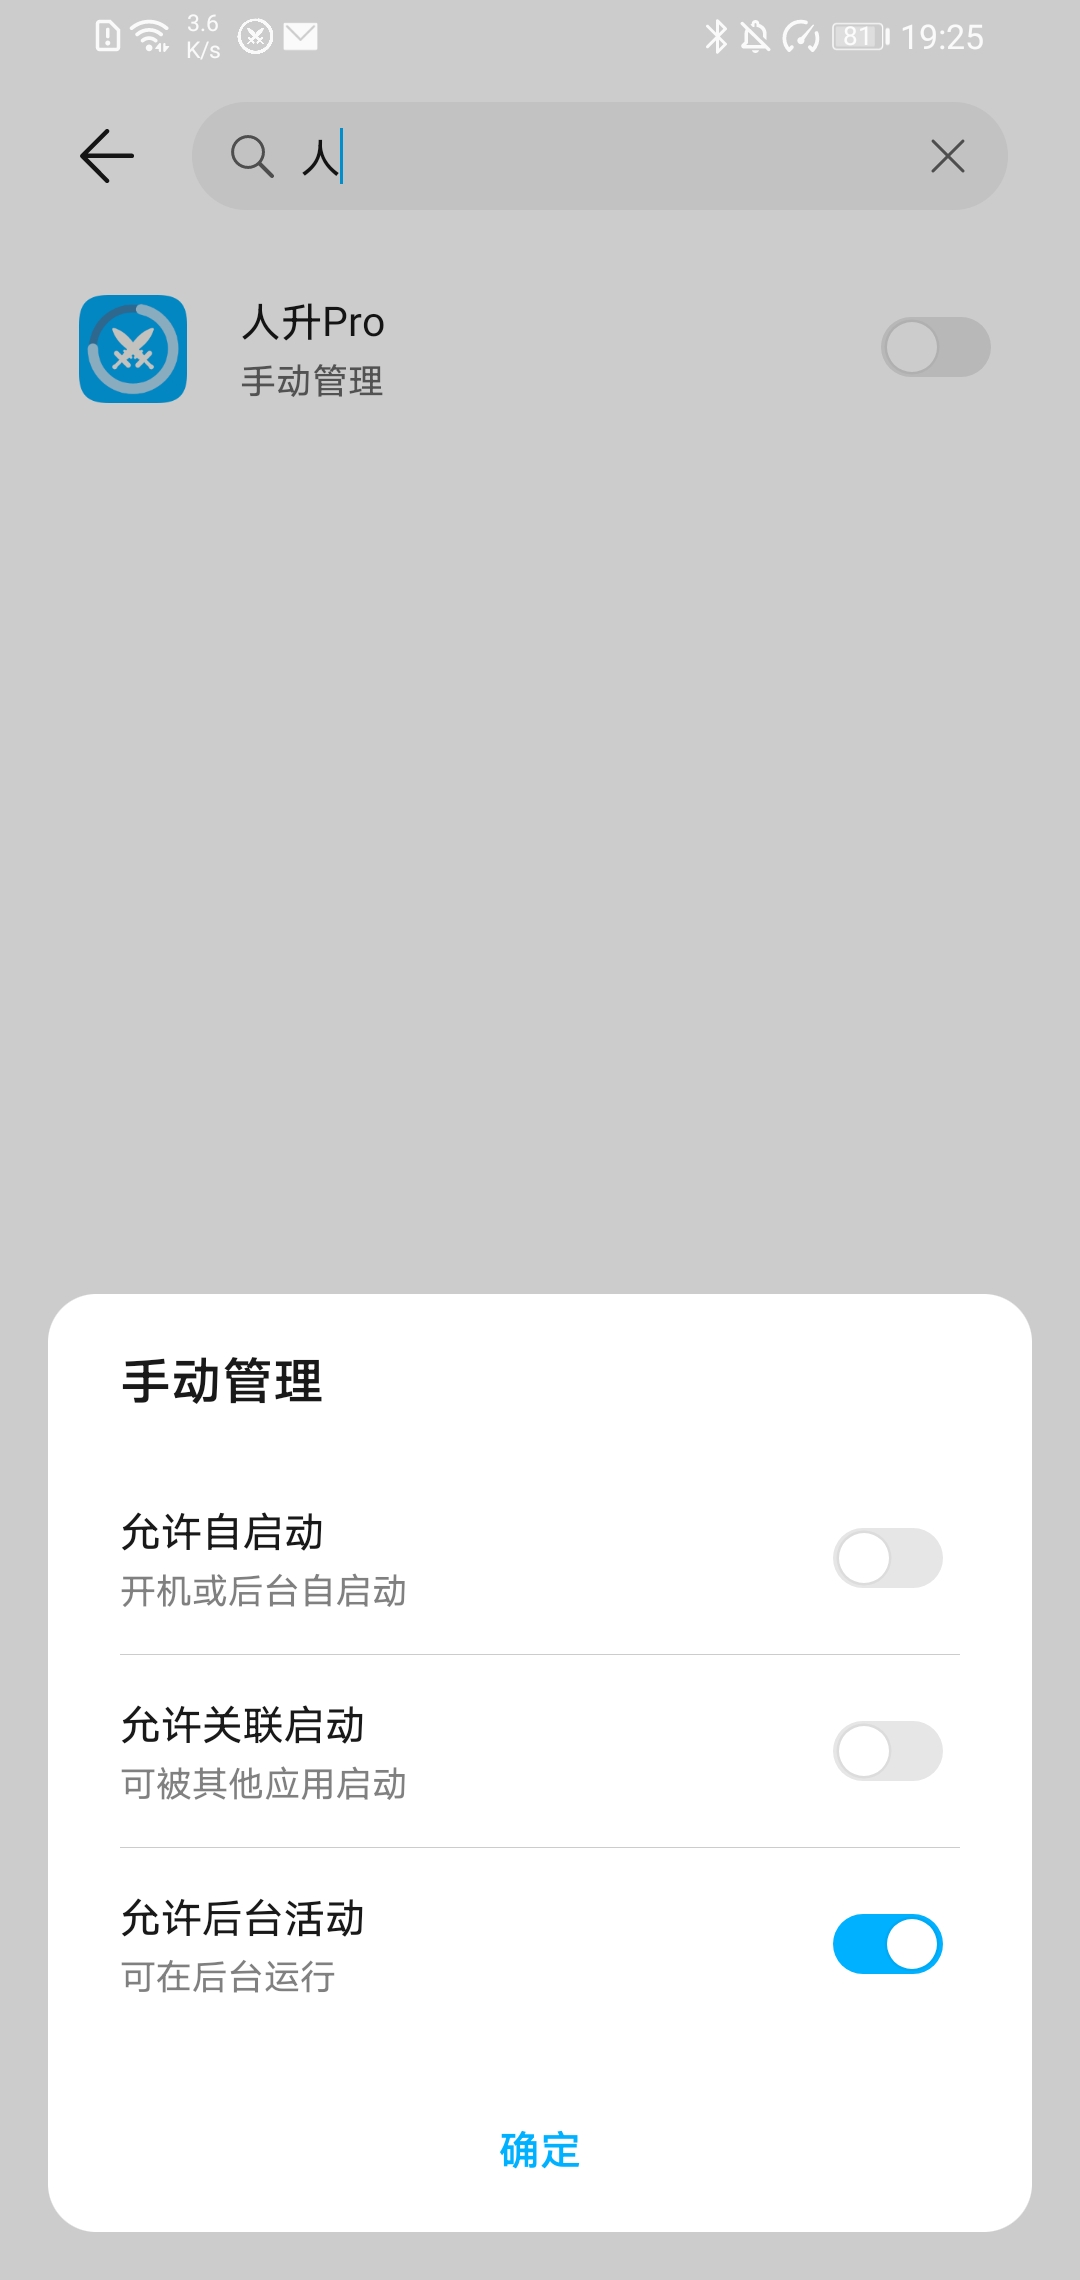 3.6
K/s
81
19:25
人
人升Pro
手动管理
手动管理
允许自启动
开机或后台自启动
允许关联启动
可被其他应用启动
允许后台活动
可在后台运行
确定